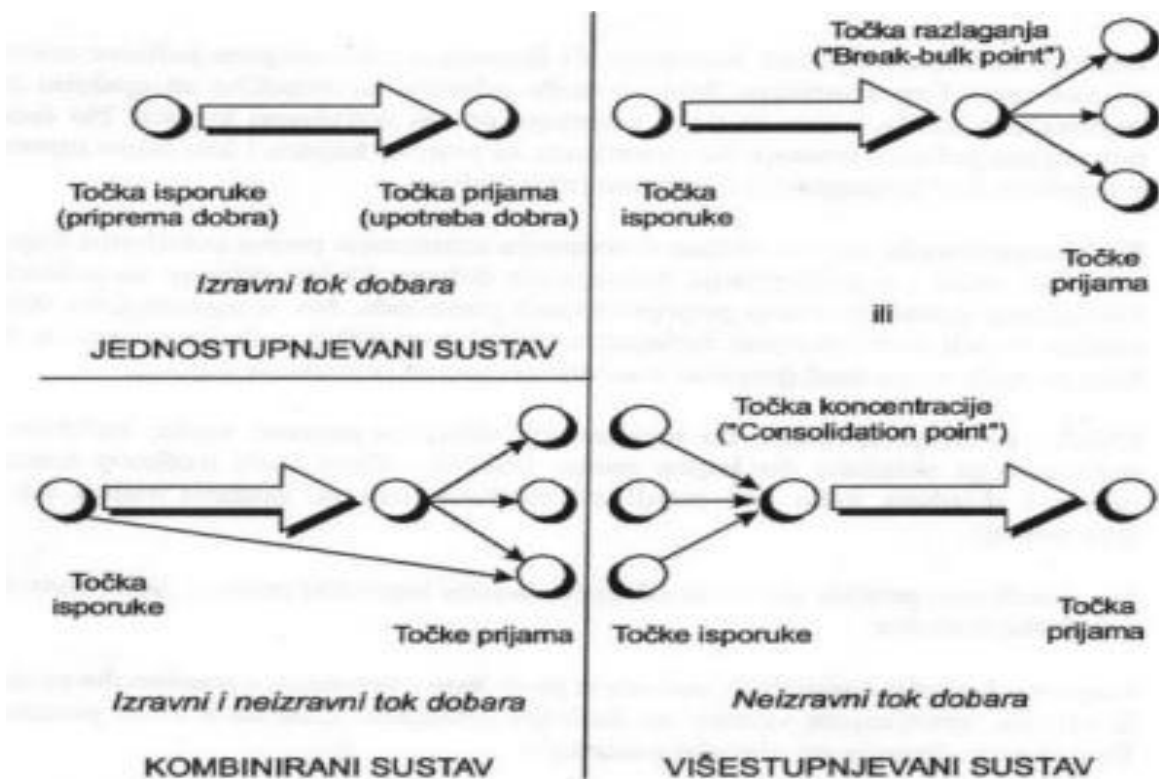 Točka isporuke
(priprema dobra)
Točka prijama
(upotreba dobra)
Izravni tok dobara
JEDNOSTUPNJEVANI SUSTAV
Točka
isporuke
Točke prijama
Izravni i neizravni tok dobara
KOMBINIRANI SUSTAV
Točka razlaganja
("Break-bulk point")
Točka
isporuke
Točke
prijama
ili
Točka koncentracije
("Consolidation point")
Točke isporuke
Točka
prijama
Neizravni tok dobara
VIŠESTUPNJEVANI SUSTAV